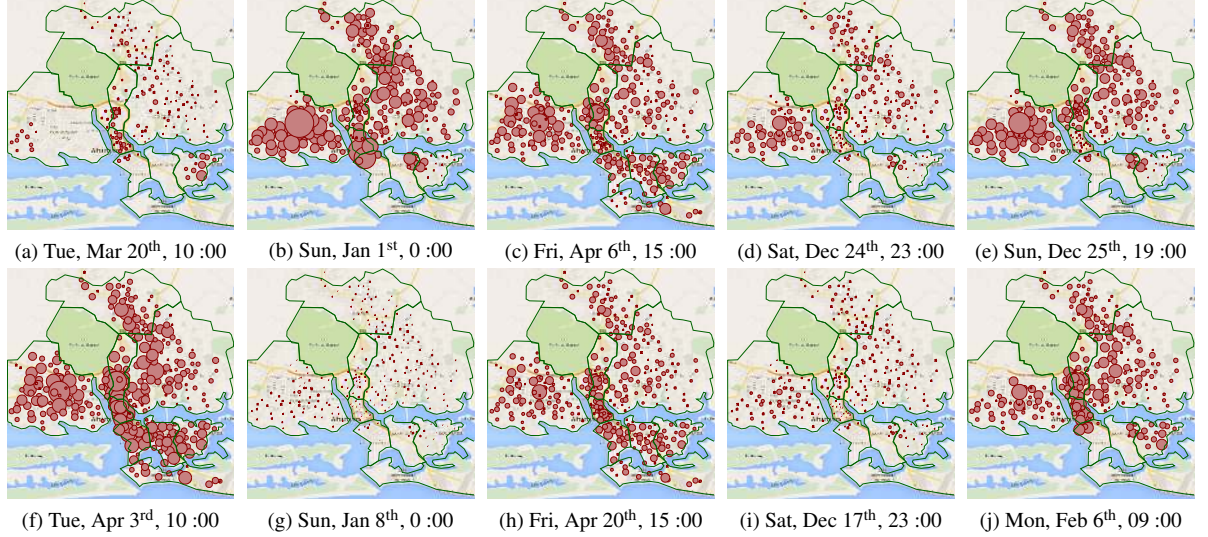 (a) Tue, Mar 20th, 10 :00
(b) Sun, Jan 1st, 0 :00
(c) Fri, Apr 6th, 15 :00
(d) Sat, Dec 24th, 23 :00
(e) Sun, Dec 25th, 19 :00
(f) Tue, Apr 3rd, 10 :00
(g) Sun, Jan 8th, 0 :00
(h) Fri, Apr 20th, 15 :00
(i) Sat, Dec 17th, 23 :00
(j) Mon, Feb 6th, 09 :00